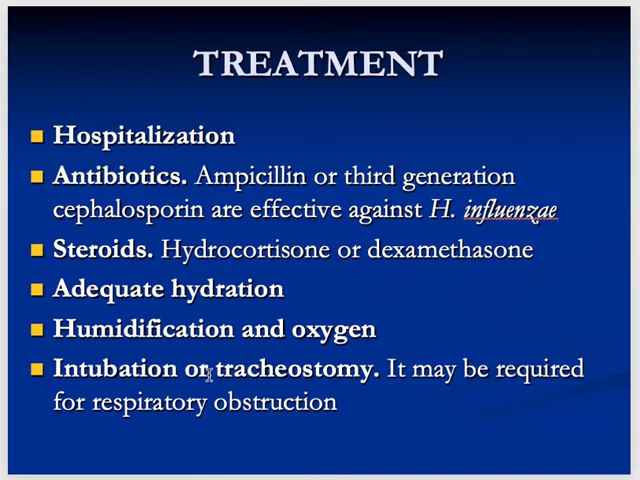 TREATMENT
Hospitalization
Antibiotics. Ampicillin or third generation
cephalosporin are effective against H. influenzae
Steroids. Hydrocortisone or dexamethasone
Adequate hydration
Humidification and oxygen
Intubation or tracheostomy. It may be required
for respiratory obstruction